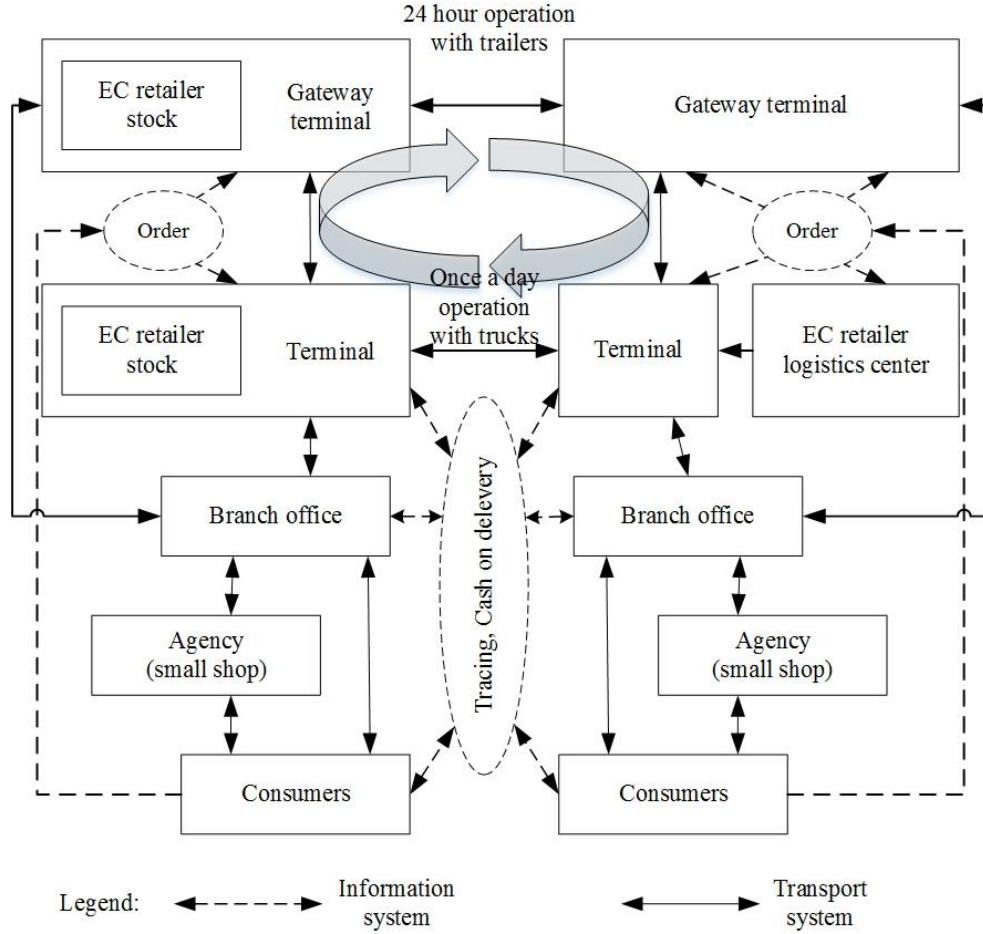 24 hour operation
with trailers
EC retailer
stock
Gateway
terminal
Gateway terminal
Order
Order
Once a day
operation
with trucks
EC retailer
stock
Terminal
Terminal
EC retailer
logistics center
Tracing, Cash on delevery
Branch office
Branch office
Agency
(small shop)
Agency
(small shop)
Consumers
Consumers
Legend:
Information
system
Transport
system